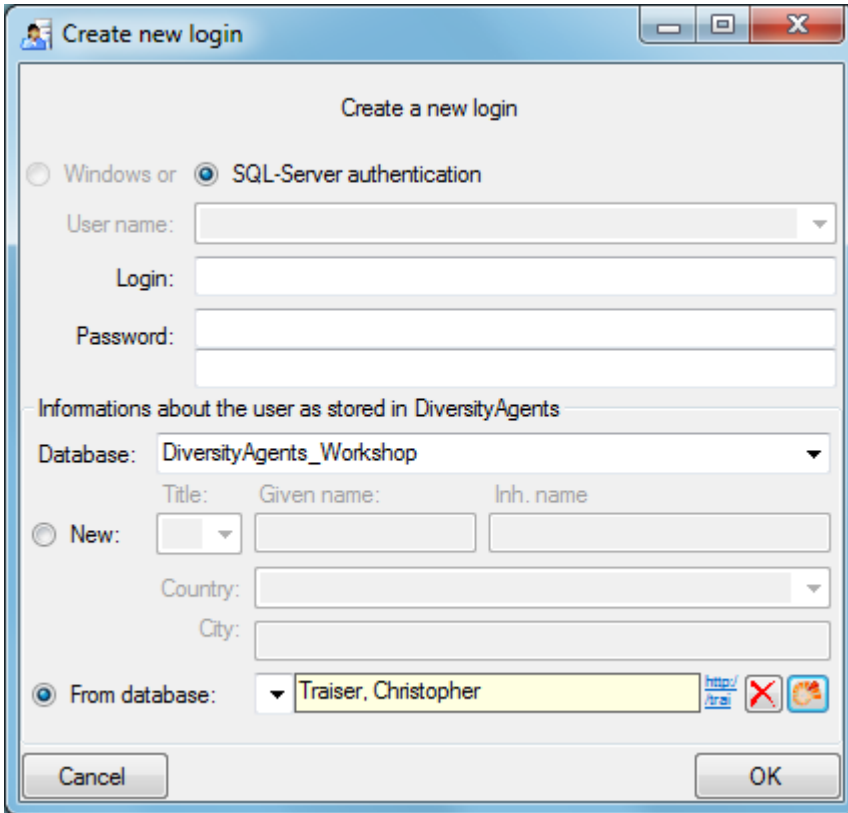 Create new login
Create a new login
Windows or SQL-Server authentication
User name:
Login:
Password:
Informations about the user as stored in DiversityAgents
Database: DiversityAgents_Workshop
Title: Given name: Inh. name
New:
Country:
City:
From database: Traiser, Christopher http:/
/trai
Cancel OK